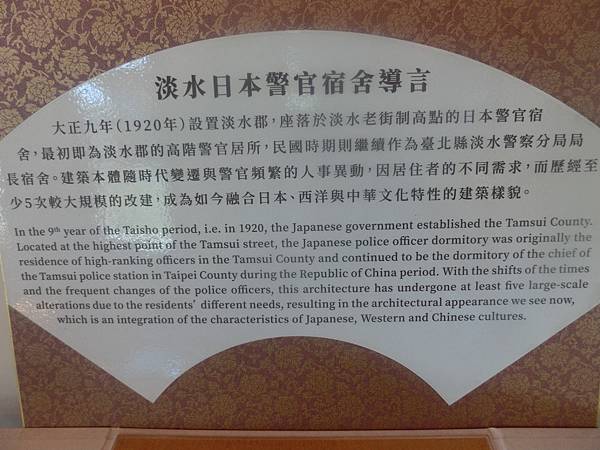 淡水日本警官宿舍導言
大正九年(1920年)設置淡水郡,座落於淡水老街制高點的日本警官宿
舍,最初即為淡水郡的高階警官居所,民國時期則繼續作為臺北縣淡水警察分局局
長宿舍。建築本體隨時代變遷與警官頻繁的人事異動,因居住者的不同需求,而歷經至
少5次較大規模的改建,成為如今融合日本、西洋與中華文化特性的建築樣貌。
In the 9th year of the Taisho period, i.e. in 1920, the Japanese government established the Tamsui County.
Located at the highest point of the Tamsui street, the Japanese police officer dormitory was originally the
residence of high-ranking officers in the Tamsui County and continued to be the dormitory of the chief of
the Tamsui police station in Taipei County during the Republic of China period. With the shifts of the times
and the frequent changes of the police officers, this architecture has undergone at least five large-scale
alterations due to the residents' different needs, resulting in the architectural appearance we see now,
which is an integration of the characteristics of Japanese, Western and Chinese cultures.